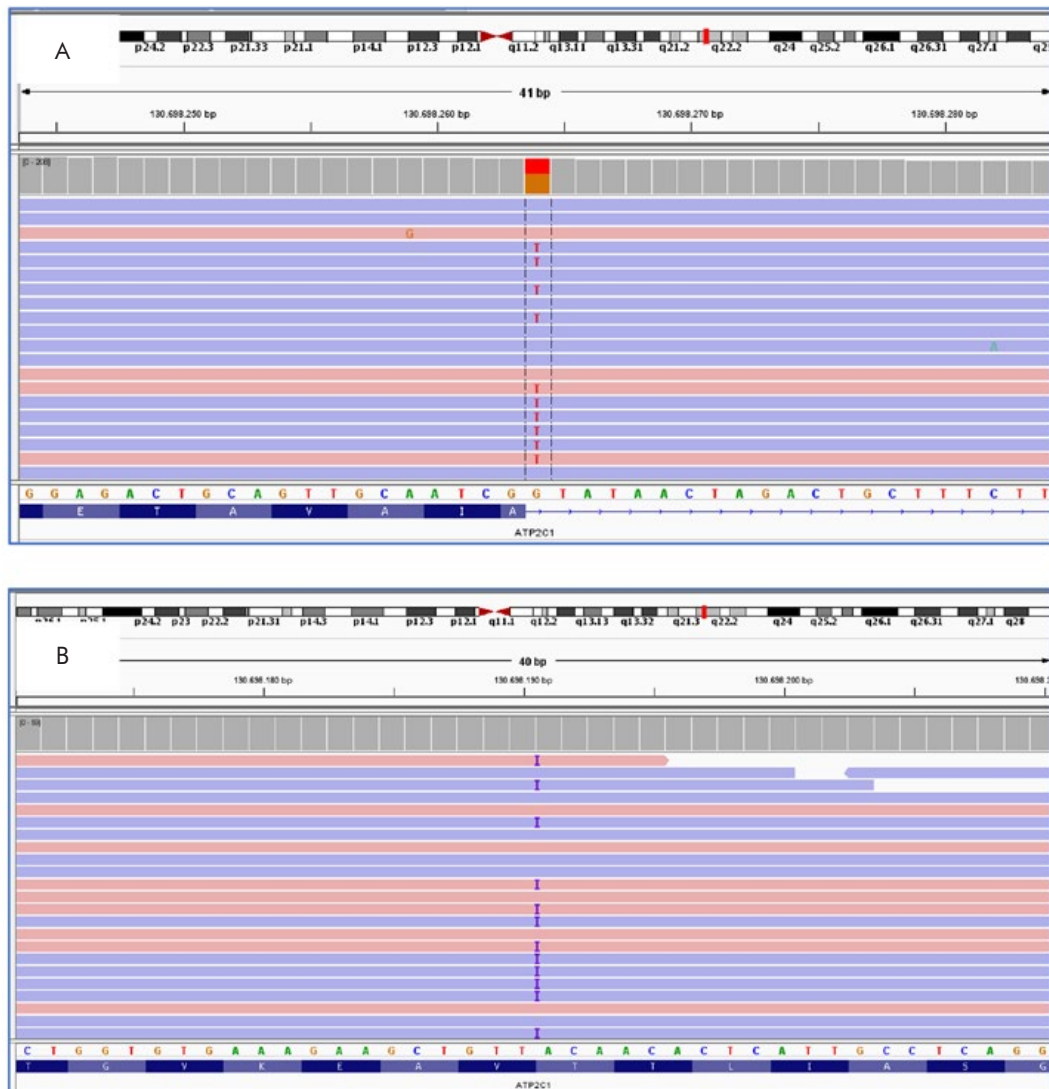 A
p24.2 p22.3 p21.33 p21.1 p14.1 p12.3 p12.1 q11.2 q13.11 q13.31 q21.2 q22.2 q24 q25.2 q26.1 q26.31 q27.1
41 bp
130.698.250 bp 130.698.260 bp 130.698.270 bp 130.698.280 bp
G
T
T
T
T
A
T
T
T
T
T
T
G G A G A C T G C A G T T G C A A T C G G T A T A A C T A G A C T G C T T T C T T
E T A V A I A
ATP2C1
B
p24.2 p23 p22.2 p21.31 p14.3 p14.1 p12.3 p12.1 q11.1 q12.2 q13.13 q13.32 q21.3 q22.2 q24 q25.2 q26.1 q26.31 q27.1 q28
40 bp
130.698.180 bp 130.698.190 bp 130.698.200 bp
I
I
I
I
I
I
I
I
I
I
I
I
C T G G T G T G A A A G A A G C T G T T A C A A C A C T C A T T G C C T C A G G
T G V K E A V T T L I A S G
ATP2C1